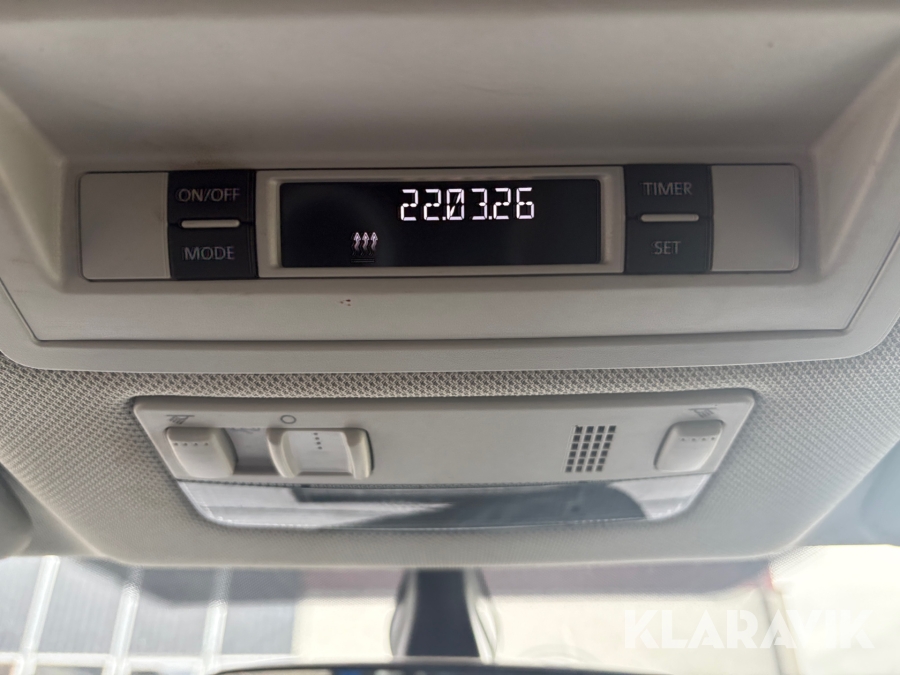 ON/OFF
22.03.26
TIMER
MODE
SET
KLARAVIK